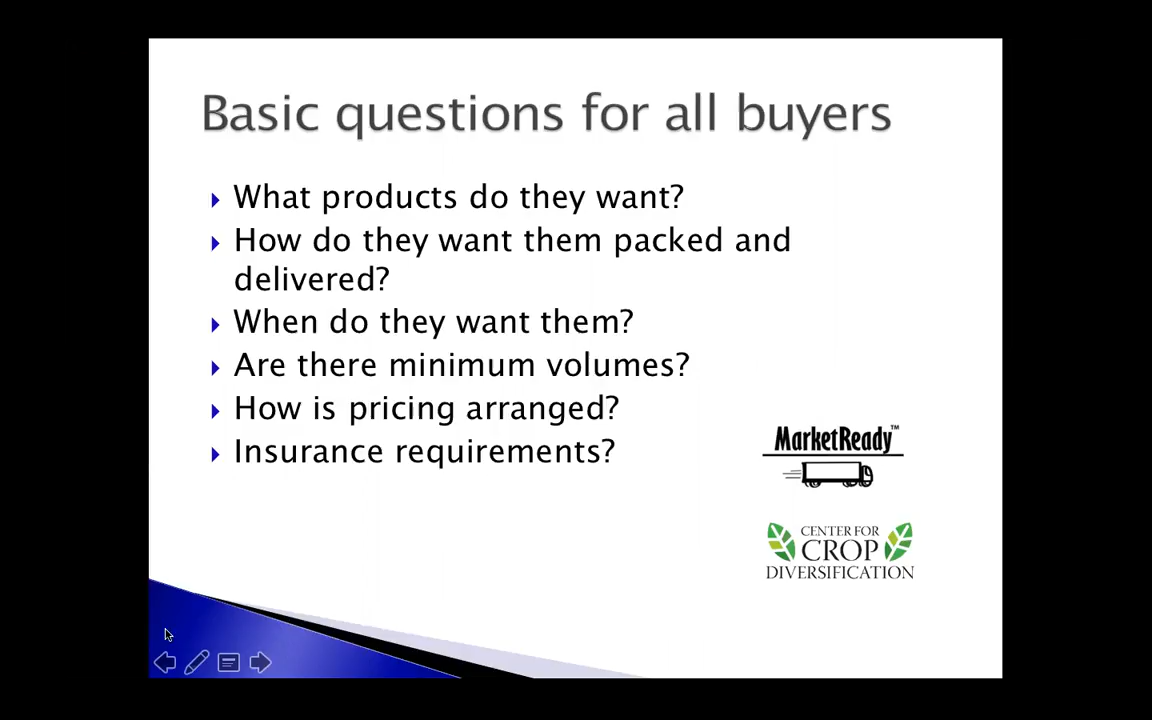 Basic questions for all buyers
What products do they want?
How do they want them packed and
delivered?
When do they want them?
Are there minimum volumes?
How is pricing arranged?
Insurance requirements?
MarketReady™
CENTER FOR
CROP
DIVERSIFICATION